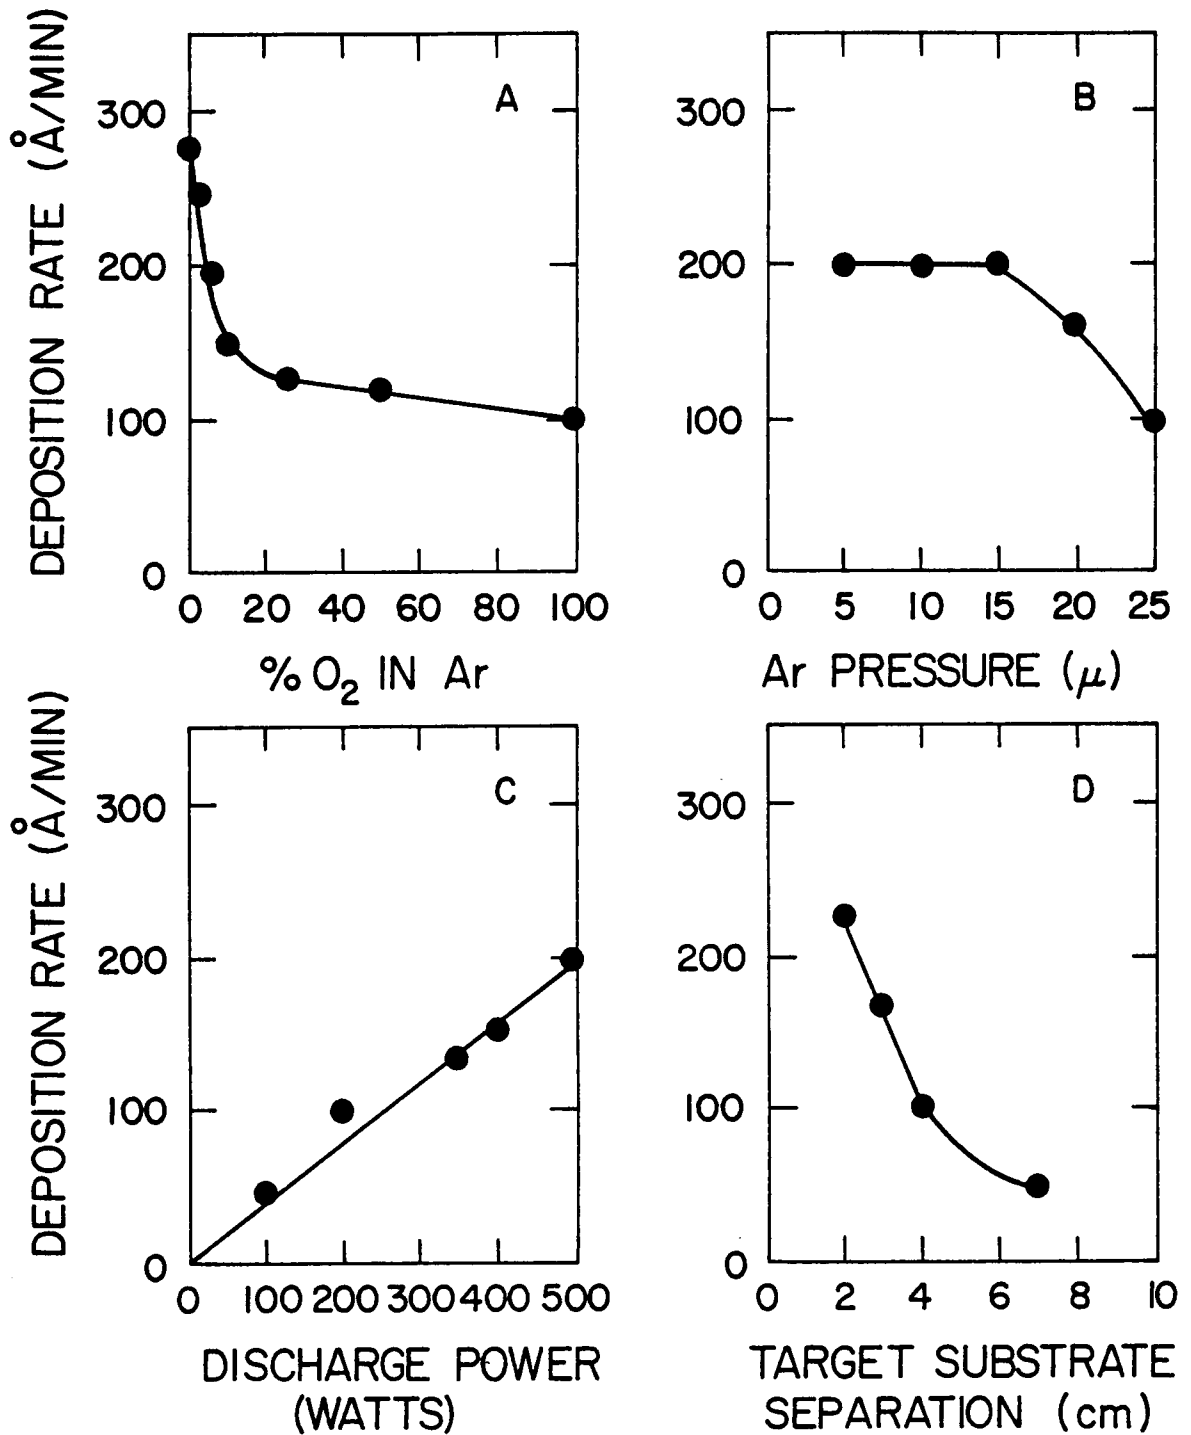 DEPOSITION RATE (Å/MIN)
A
300
200
100
0
0 20 40 60 80 100
% O₂ IN Ar
B
300
200
100
0
0 5 10 15 20 25
Ar PRESSURE (μ)
DEPOSITION RATE (Å/MIN)
C
300
200
100
0
0 100 200 300 400 500
DISCHARGE POWER
(WATTS)
D
300
200
100
0
0 2 4 6 8 10
TARGET SUBSTRATE
SEPARATION (cm)